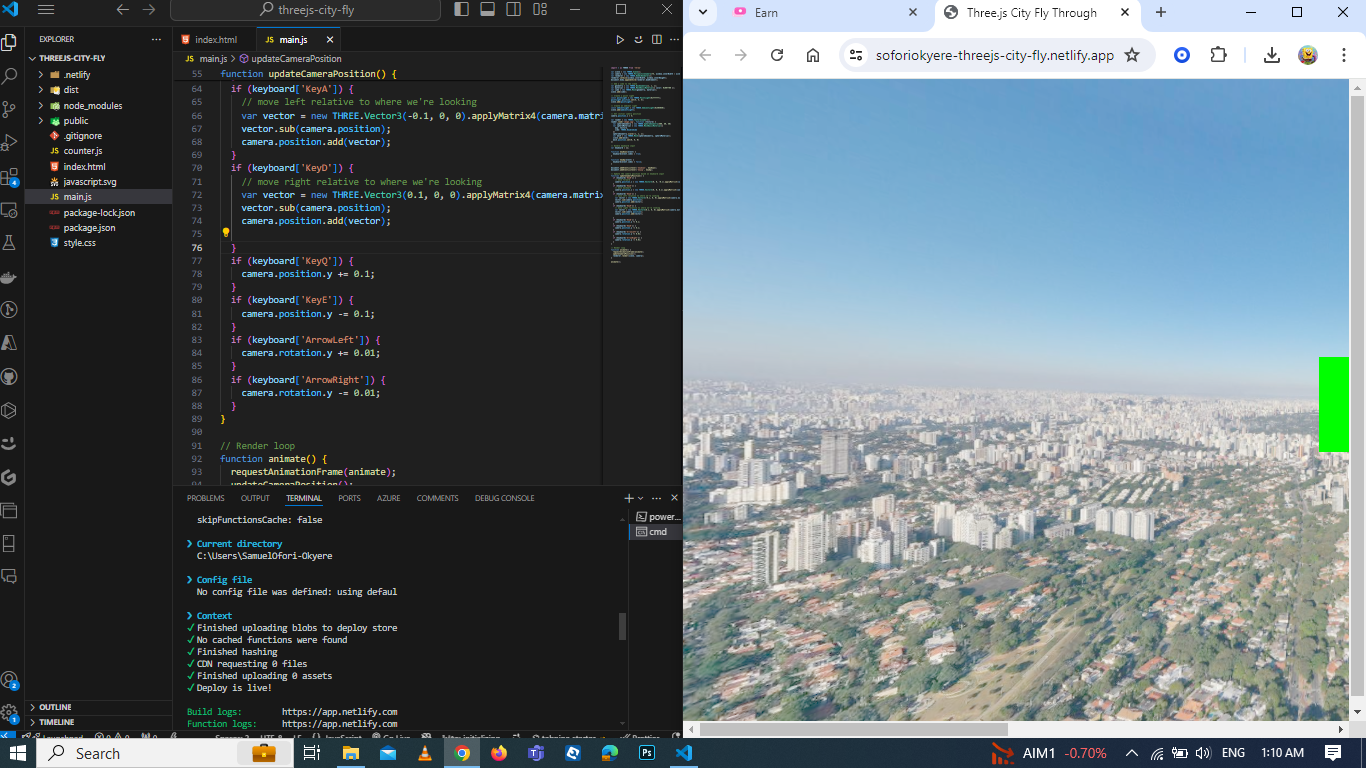 threejs-city-fly
EXPLORER
THREEJS-CITY-FLY
.netlify
dist
node_modules
public
.gitignore
counter.js
index.html
javascript.svg
JS main.js
package-lock.json
package.json
style.css
OUTLINE
TIMELINE
4
2
1
index.html
JS main.js
JS main.js > updateCameraPosition
55 function updateCameraPosition() {
64 if (keyboard['KeyA']) {
65 // move left relative to where we're looking
66 var vector = new THREE.Vector3(-0.1, 0, 0).applyMatrix4(camera.matri
67 vector.sub(camera.position);
68 camera.position.add(vector);
69 }
70 if (keyboard['KeyD']) {
71 // move right relative to where we're looking
72 var vector = new THREE.Vector3(0.1, 0, 0).applyMatrix4(camera.matrix
73 vector.sub(camera.position);
74 camera.position.add(vector);
75
76 }
77 if (keyboard['KeyQ']) {
78 camera.position.y += 0.1;
79 }
80 if (keyboard['KeyE']) {
81 camera.position.y -= 0.1;
82 }
83 if (keyboard['ArrowLeft']) {
84 camera.rotation.y += 0.01;
85 }
86 if (keyboard['ArrowRight']) {
87 camera.rotation.y -= 0.01;
88 }
89 }
90
91 // Render loop
92 function animate() {
93 requestAnimationFrame(animate);
PROBLEMS OUTPUT TERMINAL PORTS AZURE COMMENTS DEBUG CONSOLE
power...
cmd
skipFunctionsCache: false
❯ Current directory
C:\Users\SamuelOfori-Okyere
❯ Config file
No config file was defined: using defaul
❯ Context
✓ Finished uploading blobs to deploy store
✓ No cached functions were found
✓ Finished hashing
✓ CDN requesting 0 files
✓ Finished uploading 0 assets
✓ Deploy is live!
Build logs: https://app.netlify.com
Function logs: https://app.netlify.com
Earn
Three.js City Fly Through
soforiokyere-threejs-city-fly.netlify.app
Search
Ps
AIM1 -0.70%
ENG
1:10 AM